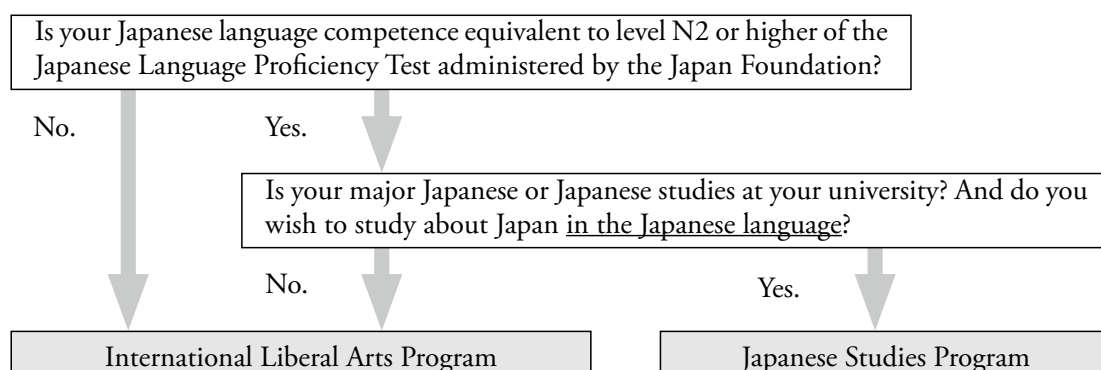 Is your Japanese language competence equivalent to level N2 or higher of the
Japanese Language Proficiency Test administered by the Japan Foundation?
No.
Yes.
Is your major Japanese or Japanese studies at your university? And do you
wish to study about Japan in the Japanese language?
No.
Yes.
International Liberal Arts Program
Japanese Studies Program